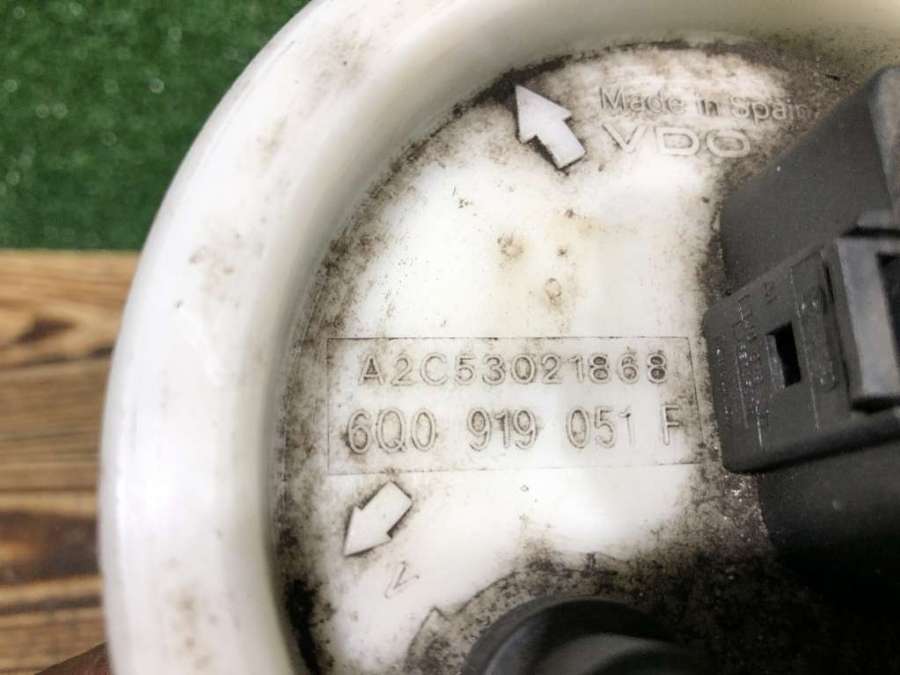 Made in Spain
VDO
A2C53021868
6Q0 919 051 F